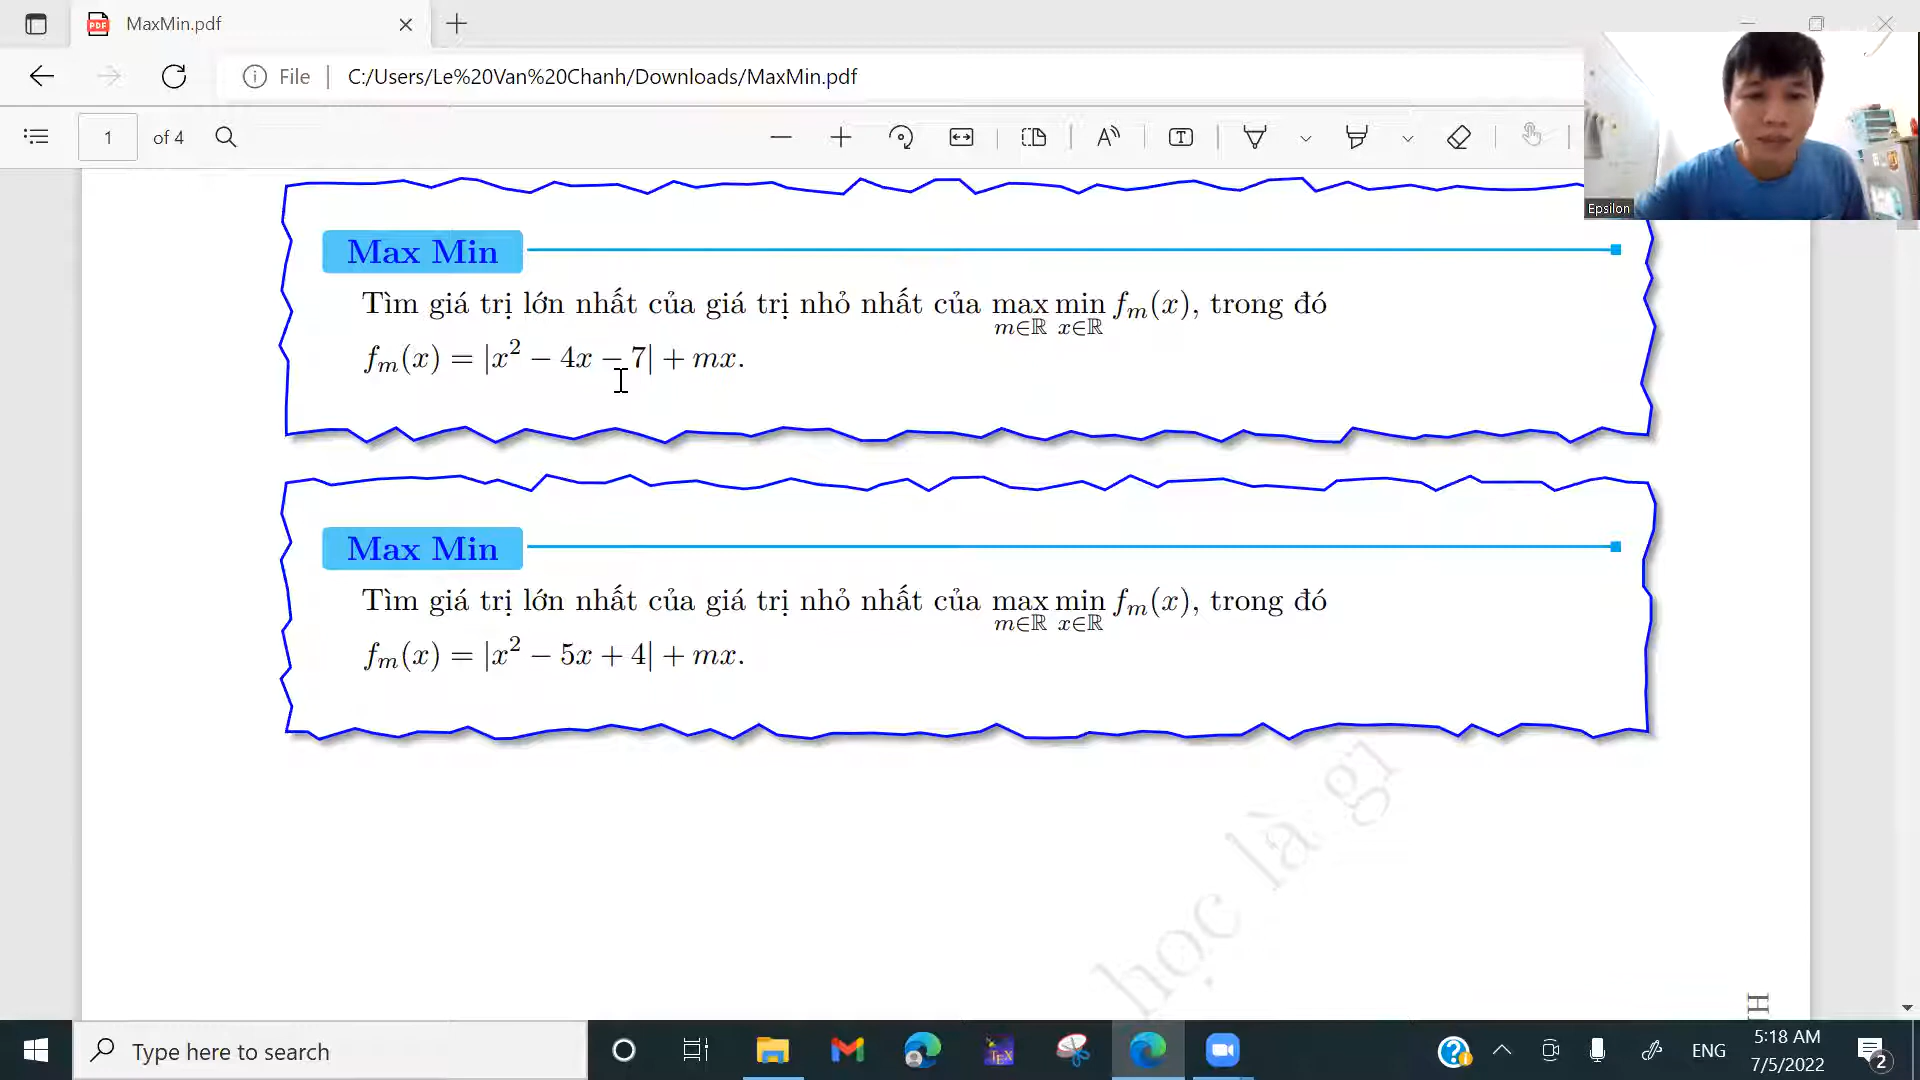 MaxMin.pdf
File
C:/Users/Le%20Van%20Chanh/Downloads/MaxMin.pdf
1 of 4
Epsilon
Max Min
Tìm giá trị lớn nhất của giá trị nhỏ nhất của max min fₘ(x), trong đó
m∈ℝ x∈ℝ
fₘ(x) = |x² − 4x − 7| + mx.
Max Min
Tìm giá trị lớn nhất của giá trị nhỏ nhất của max min fₘ(x), trong đó
m∈ℝ x∈ℝ
fₘ(x) = |x² − 5x + 4| + mx.
học là gì
H
Type here to search
ENG
5:18 AM
7/5/2022
2